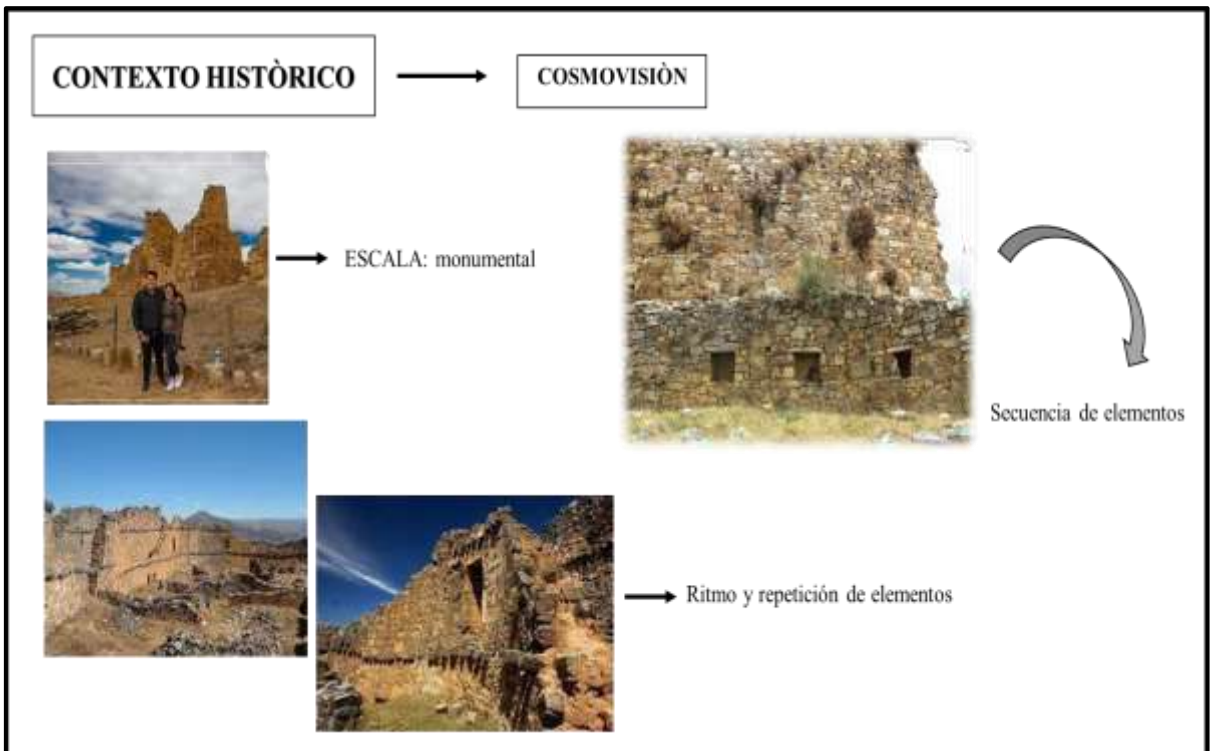 CONTEXTO HISTÒRICO
COSMOVISIÒN
ESCALA: monumental
Secuencia de elementos
Ritmo y repetición de elementos